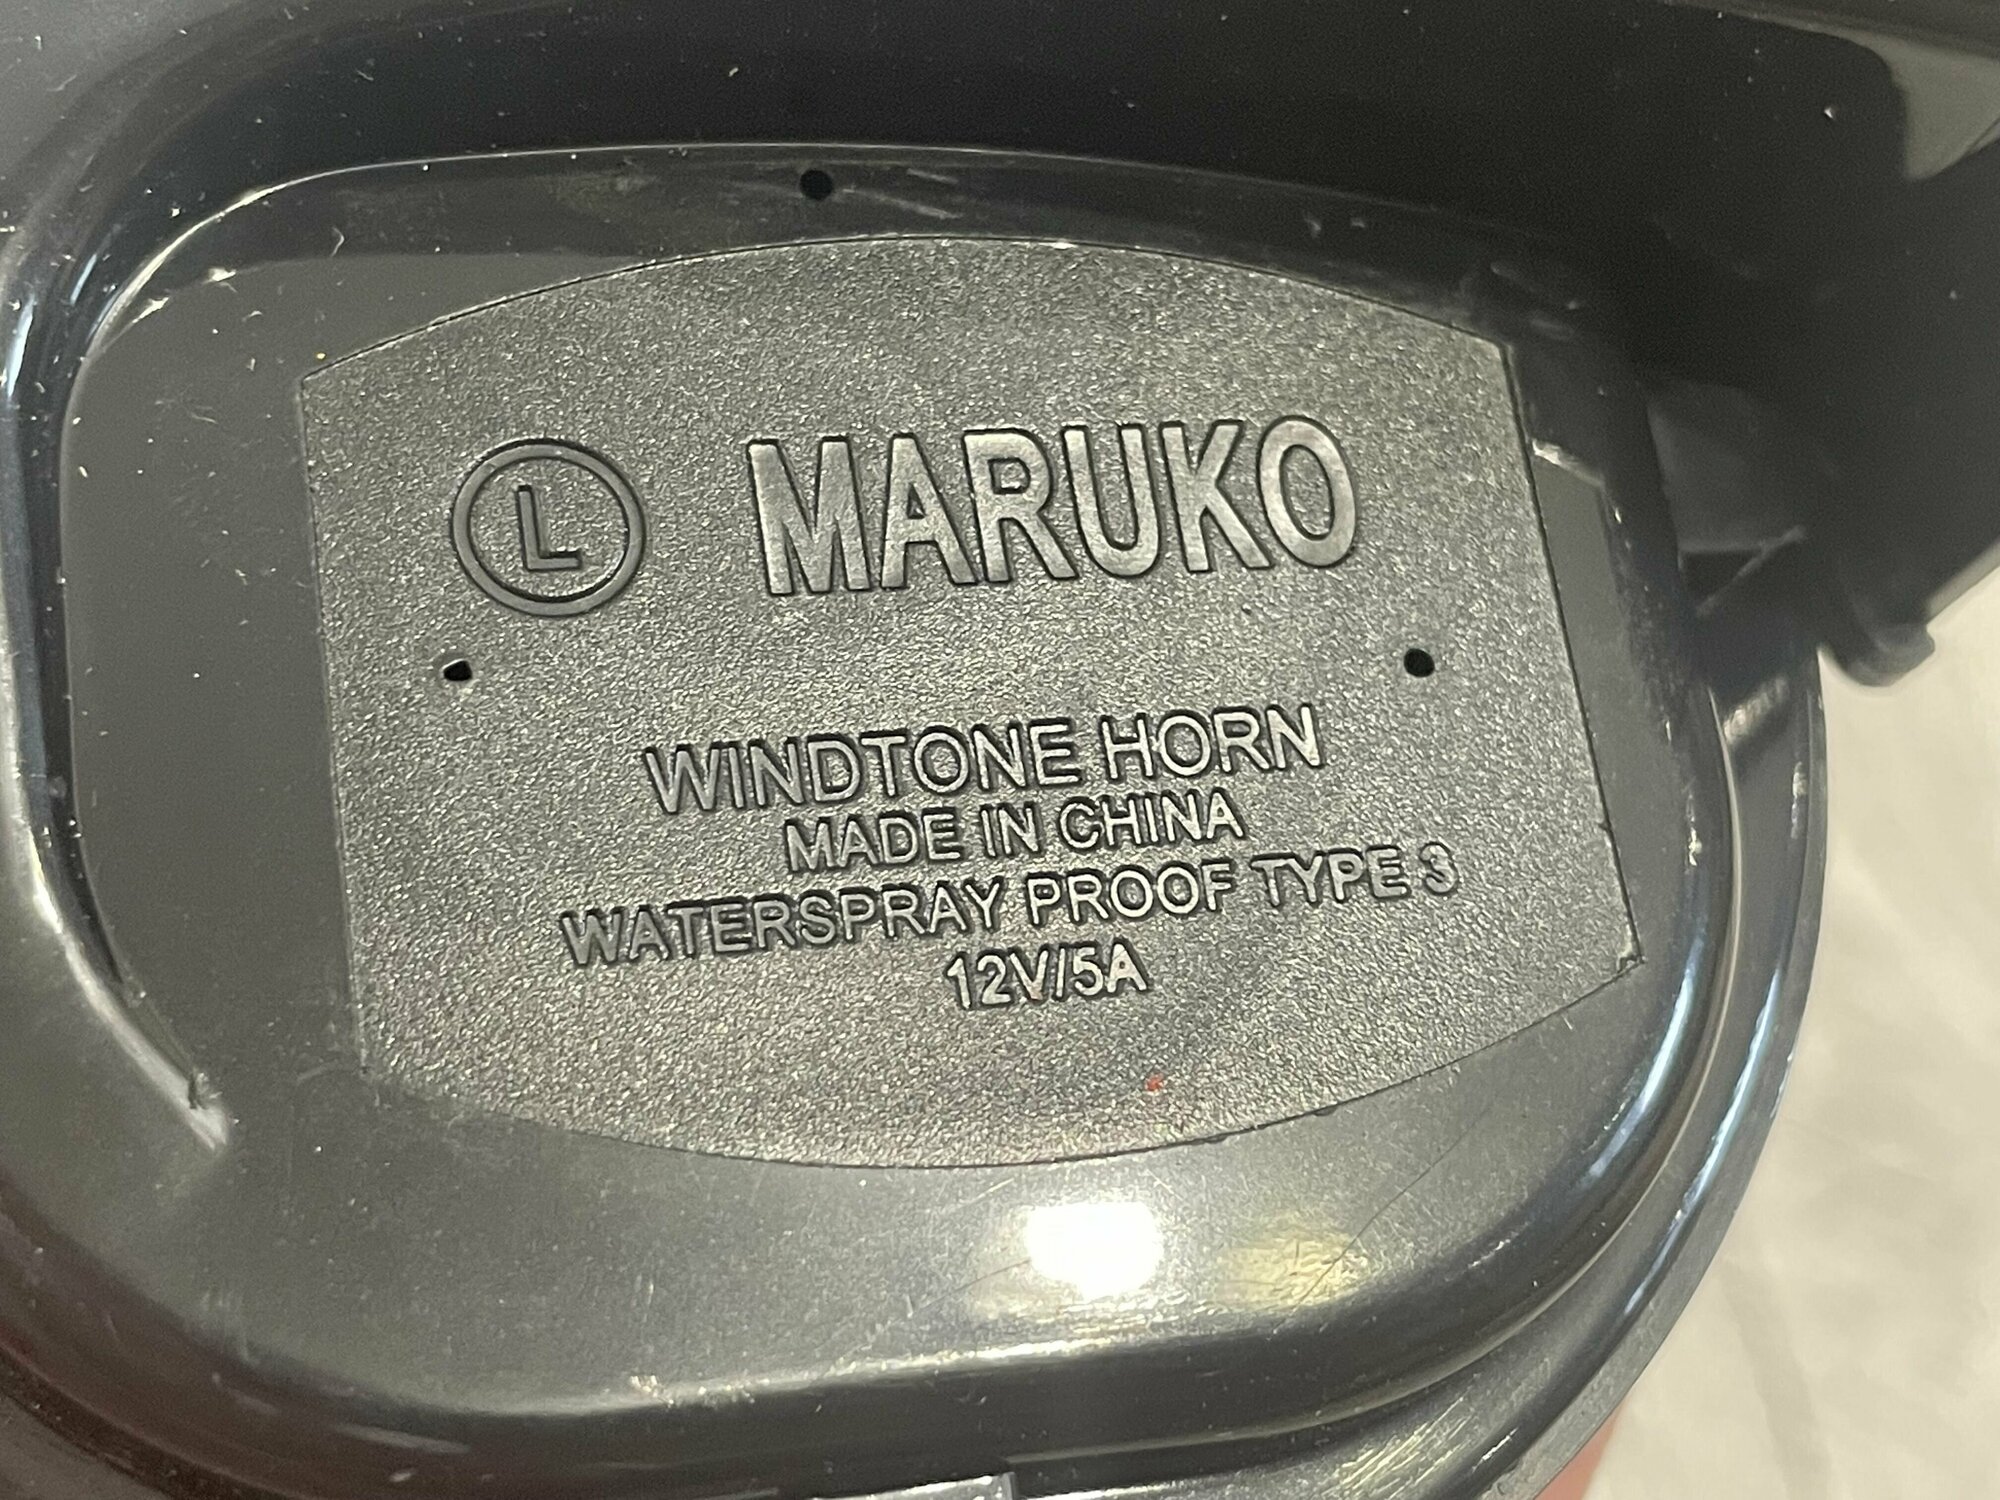 L MARUKO
WINDTONE HORN
MADE IN CHINA
WATERSPRAY PROOF TYPE 3
12V/5A